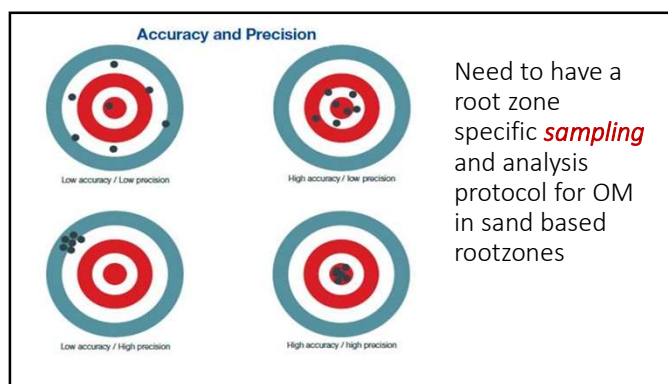 Accuracy and Precision
Low accuracy / Low precision
High accuracy / low precision
Low accuracy / High precision
High accuracy / high precision
Need to have a
root zone
specific sampling
and analysis
protocol for OM
in sand based
rootzones